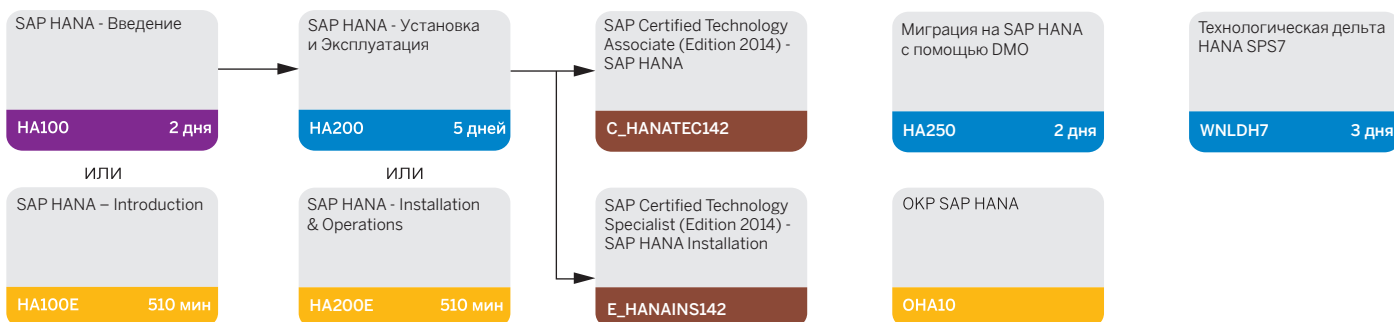 SAP HANA - Введение
HA100 2 дня
ИЛИ
SAP HANA – Introduction
HA100E 510 мин
SAP HANA - Установка
и Эксплуатация
HA200 5 дней
ИЛИ
SAP HANA - Installation
& Operations
HA200E 510 мин
SAP Certified Technology
Associate (Edition 2014) -
SAP HANA
C_HANATEC142
SAP Certified Technology
Specialist (Edition 2014) -
SAP HANA Installation
E_HANAINS142
Миграция на SAP HANA
с помощью DMO
HA250 2 дня
OKP SAP HANA
OHA10
Технологическая дельта
HANA SPS7
WNLDH7 3 дня